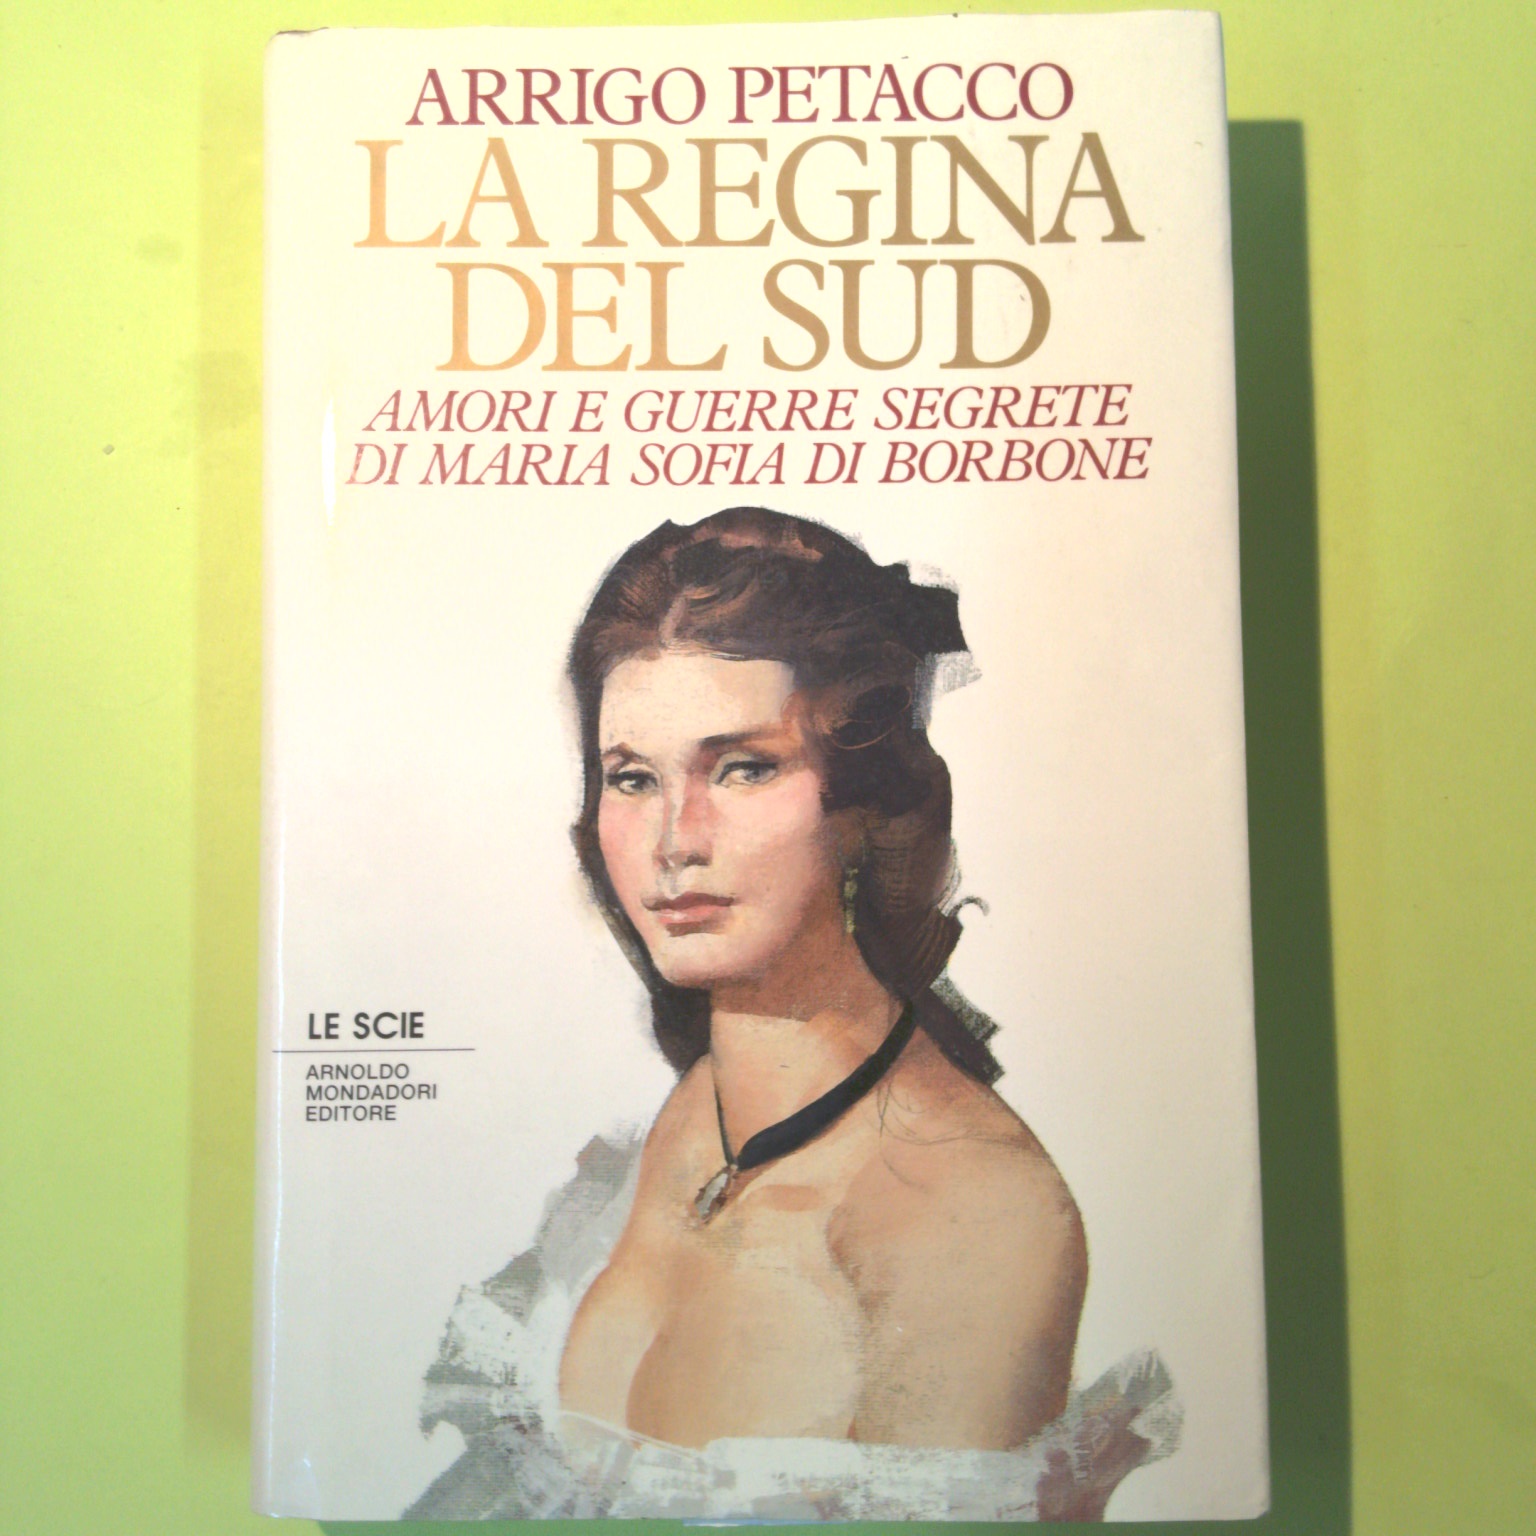 ARRIGO PETACCO
LA REGINA
DEL SUD
AMORI E GUERRE SEGRETE
DI MARIA SOFIA DI BORBONE
LE SCIE
ARNOLDO
MONDADORI
EDITORE